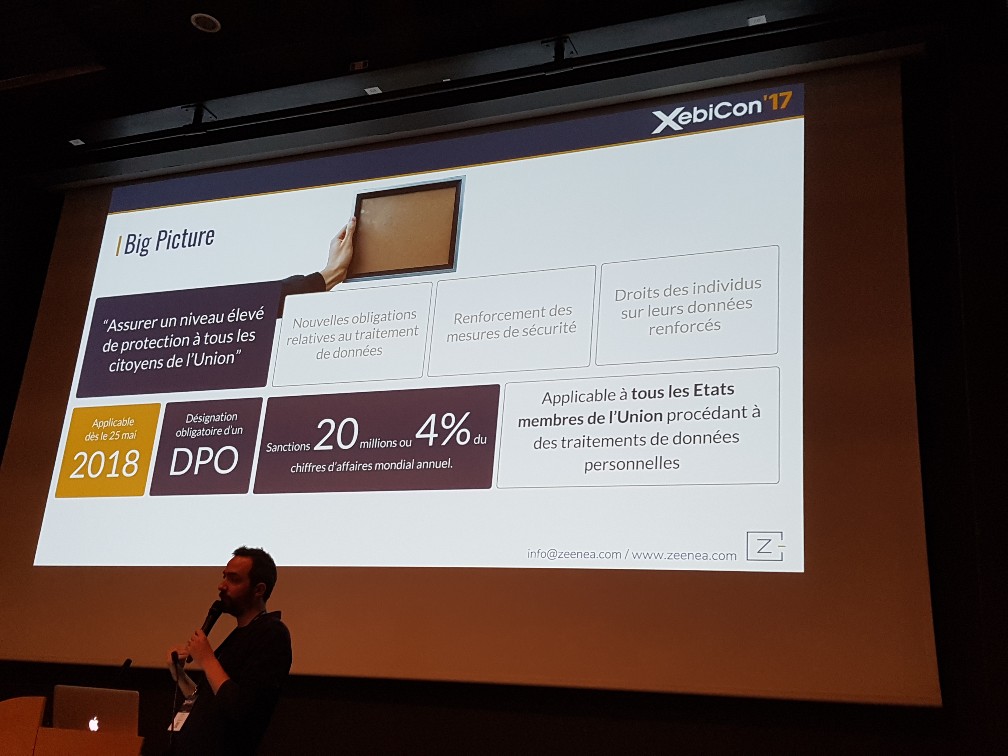 XebiCon'17
Big Picture
“Assurer un niveau élevé
de protection à tous les
citoyens de l'Union”
Nouvelles obligations
relatives au traitement
de données
Renforcement des
mesures de sécurité
Droits des individus
sur leurs données
renforcés
Applicable
dès le 25 mai
2018
Désignation
obligatoire d'un
DPO
Sanctions 20 millions ou 4% du
chiffres d'affaires mondial annuel.
Applicable à tous les Etats
membres de l'Union procédant à
des traitements de données
personnelles
info@zeenea.com / www.zeenea.com
Z